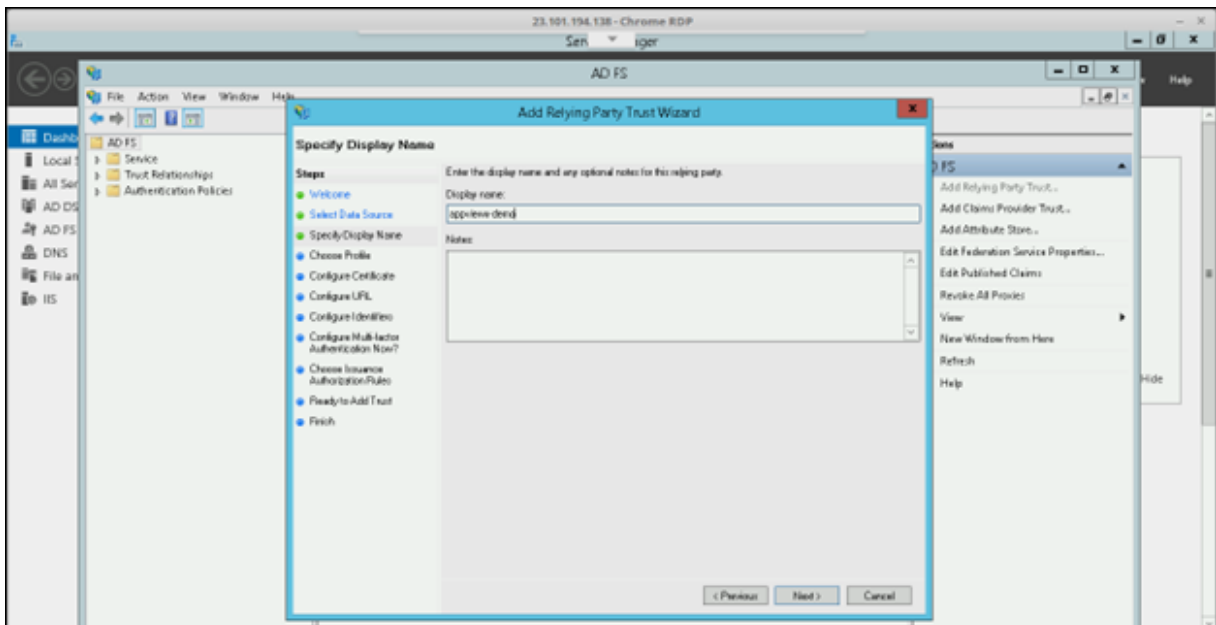 23.101.194.138 - Chrome RDP
Ser
ager
AD FS
Help
File Action View Window Help
Add Relying Party Trust Wizard
Dashb
Local S
All Ser
AD DS
AD FS
DNS
File an
IIS
AD FS
Service
Trust Relationships
Authentication Policies
Specify Display Name
Steps
Welcome
Select Data Source
Specify Display Name
Choose Profile
Configure Certificate
Configure URL
Configure Identifiers
Configure Multi-factor
Authentication Now?
Choose Issuance
Authorization Rules
Ready to Add Trust
Finish
Enter the display name and any optional notes for this relying party.
Display name:
appviewx-demo
Notes:
< Previous
Next >
Cancel
ions
D FS
Add Relying Party Trust...
Add Claims Provider Trust...
Add Attribute Store...
Edit Federation Service Properties...
Edit Published Claims
Revoke All Proxies
View
New Window from Here
Refresh
Help
Hide